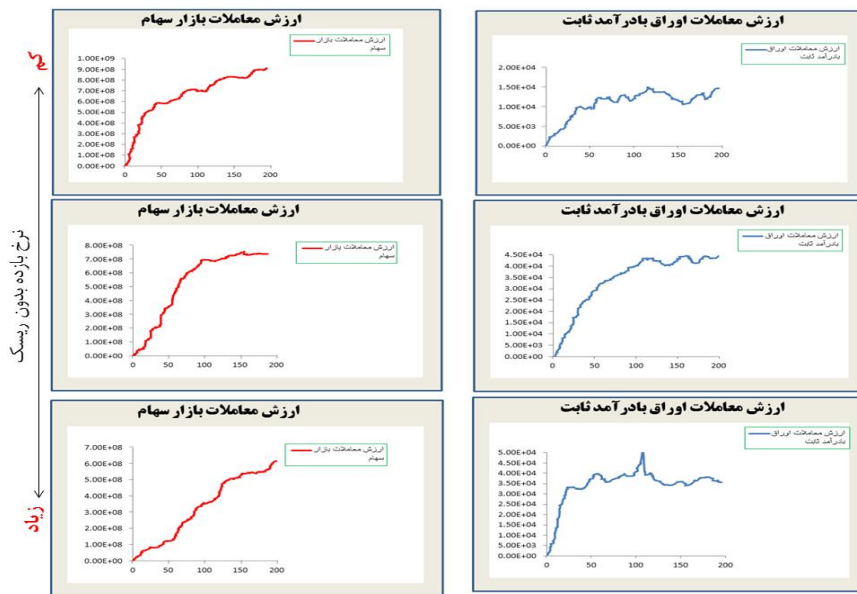 ارزش معاملات بازار سهام
ارزش معاملات بازار
سهام
1.00E+09
9.00E+08
8.00E+08
7.00E+08
6.00E+08
5.00E+08
4.00E+08
3.00E+08
2.00E+08
1.00E+08
0.00E+00
0 50 100 150 200
ارزش معاملات اوراق بادرآمد ثابت
ارزش معاملات اوراق
بادرآمد ثابت
2.00E+04
1.50E+04
1.00E+04
5.00E+03
0.00E+00
0 50 100 150 200
کم
نرخ بازده بدون ریسک
زیاد
ارزش معاملات بازار سهام
ارزش معاملات بازار
سهام
8.00E+08
7.00E+08
6.00E+08
5.00E+08
4.00E+08
3.00E+08
2.00E+08
1.00E+08
0.00E+00
0 50 100 150 200
ارزش معاملات اوراق بادرآمد ثابت
ارزش معاملات اوراق
بادرآمد ثابت
4.50E+04
4.00E+04
3.50E+04
3.00E+04
2.50E+04
2.00E+04
1.50E+04
1.00E+04
5.00E+03
0.00E+00
0 50 100 150 200
ارزش معاملات بازار سهام
ارزش معاملات بازار
سهام
7.00E+08
6.00E+08
5.00E+08
4.00E+08
3.00E+08
2.00E+08
1.00E+08
0.00E+00
0 50 100 150 200
ارزش معاملات اوراق بادرآمد ثابت
ارزش معاملات اوراق
بادرآمد ثابت
5.00E+04
4.50E+04
4.00E+04
3.50E+04
3.00E+04
2.50E+04
2.00E+04
1.50E+04
1.00E+04
5.00E+03
0.00E+00
0 50 100 150 200